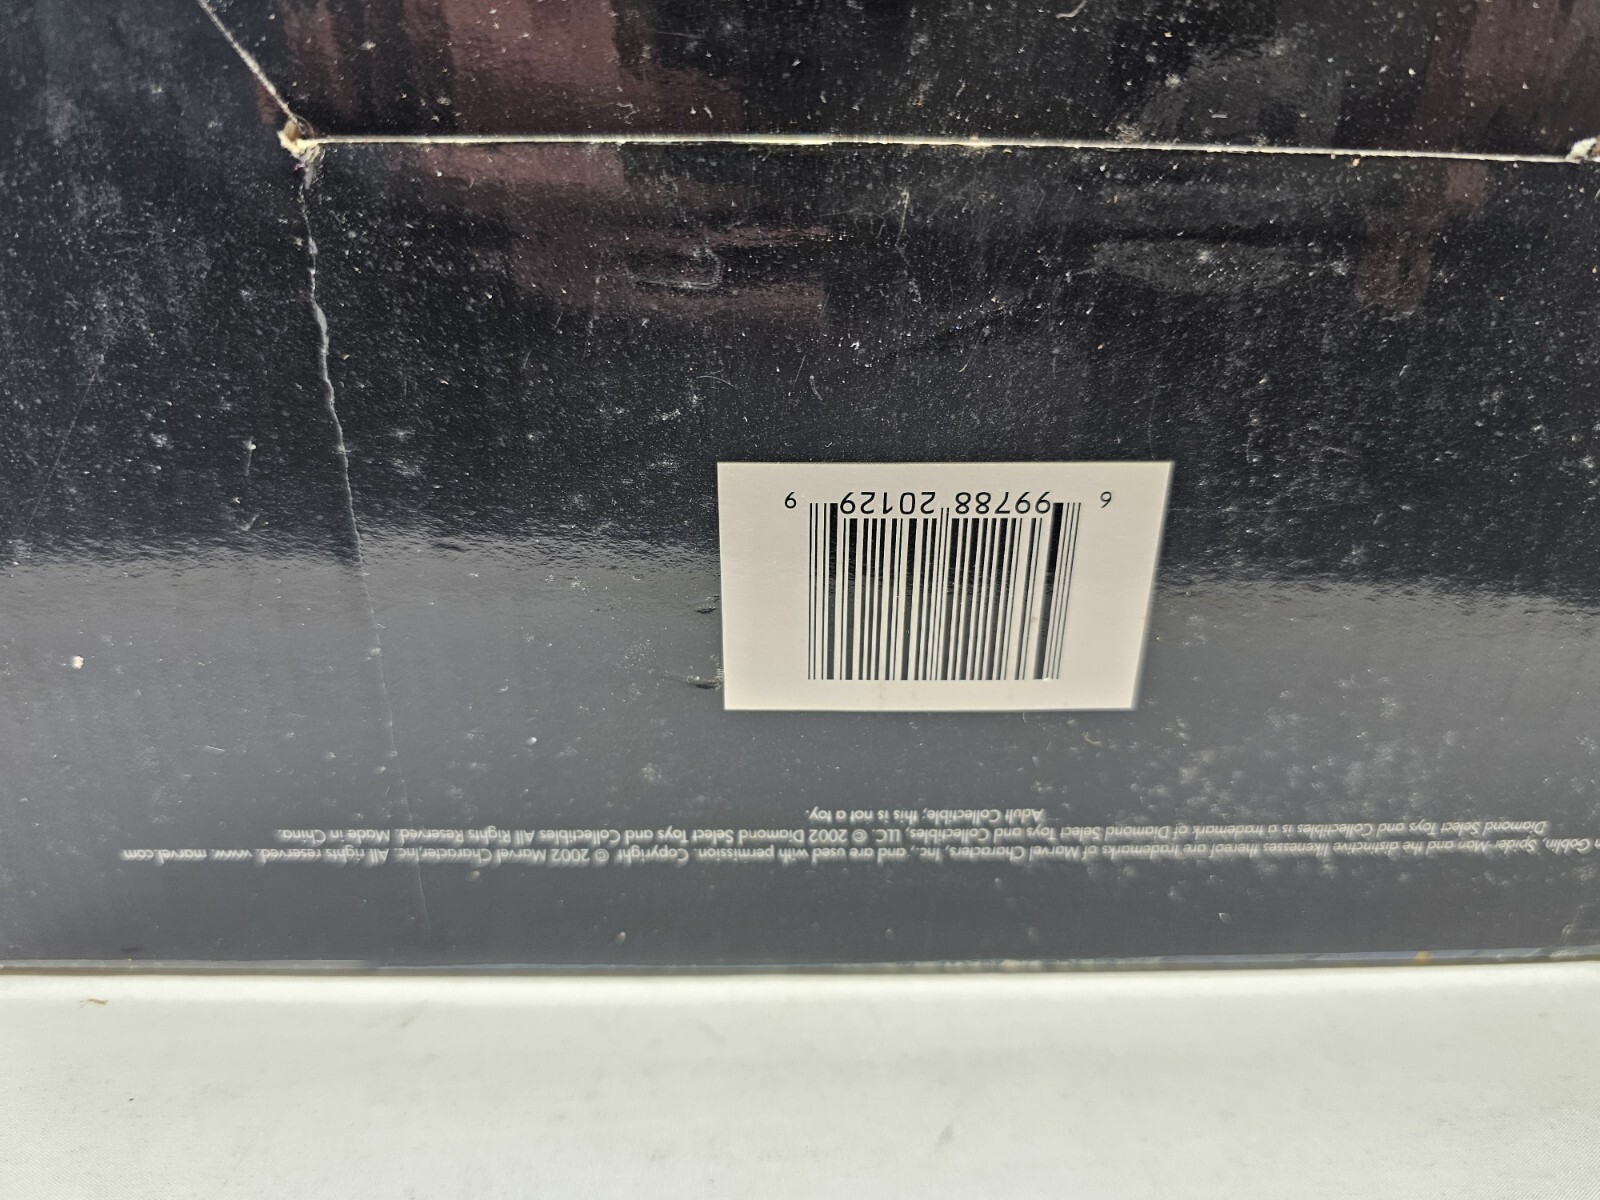 Goblin, Spider-Man and the distinctive likenesses thereof are trademarks of Marvel Characters, Inc., and are used with permission. Copyright © 2002 Marvel Character,Inc. All rights reserved. www. marvel.com
Diamond Select Toys and Collectibles is a trademark of Diamond Select Toys and Collectibles, LLC. © 2002 Diamond Select Toys and Collectibles All Rights Reserved. Made in China.
Adult Collectible, this is not a toy.
6 99788 20129 9